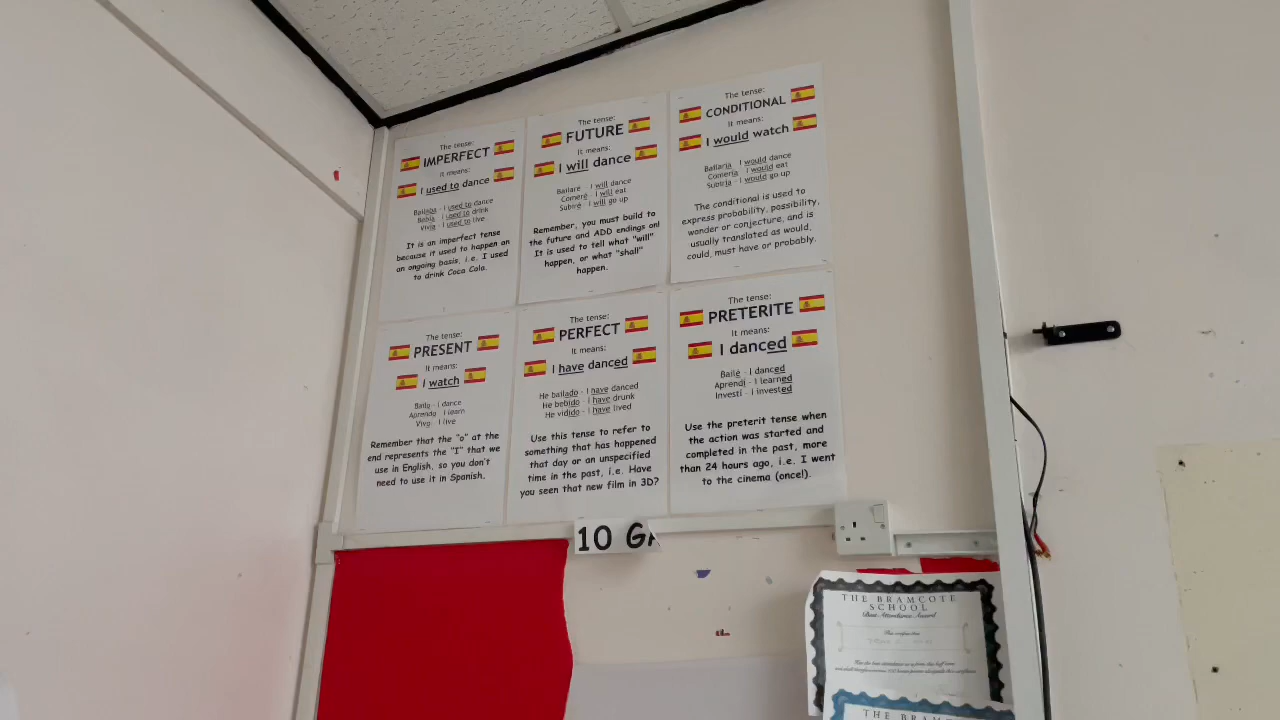 The tense:
IMPERFECT
It means:
I used to dance
Bailaba - I used to dance
Bebía - I used to drink
Vivía - I used to live
It is an imperfect tense
because it used to happen on
an ongoing basis, i.e. I used
to drink Coca Cola.
The tense:
FUTURE
It means:
I will dance
Bailaré - I will dance
Comeré - I will eat
Subiré - I will go up
Remember, you must build to
the future and ADD endings on!
It is used to tell what "will"
happen, or what "shall"
happen.
The tense:
CONDITIONAL
It means:
I would watch
Bailaría - I would dance
Comería - I would eat
Subiría - I would go up
The conditional is used to
express probability, possibility,
wonder or conjecture, and is
usually translated as would,
could, must have or probably.
The tense:
PRESENT
It means:
I watch
Bailo - I dance
Aprendo - I learn
Vivo - I live
Remember that the "o" at the
end represents the "I" that we
use in English, so you don't
need to use it in Spanish.
The tense:
PERFECT
It means:
I have danced
He bailado - I have danced
He bebido - I have drunk
He vidido - I have lived
Use this tense to refer to
something that has happened
that day or an unspecified
time in the past, i.e. Have
you seen that new film in 3D?
The tense:
PRETERITE
It means:
I danced
Bailé - I danced
Aprendí - I learned
Investí - I invested
Use the preterit tense when
the action was started and
completed in the past, more
than 24 hours ago, i.e. I went
to the cinema (once!).
10 GA
THE BRAMCOTE
SCHOOL
Best Attendance Award
THE BRAMCOTE